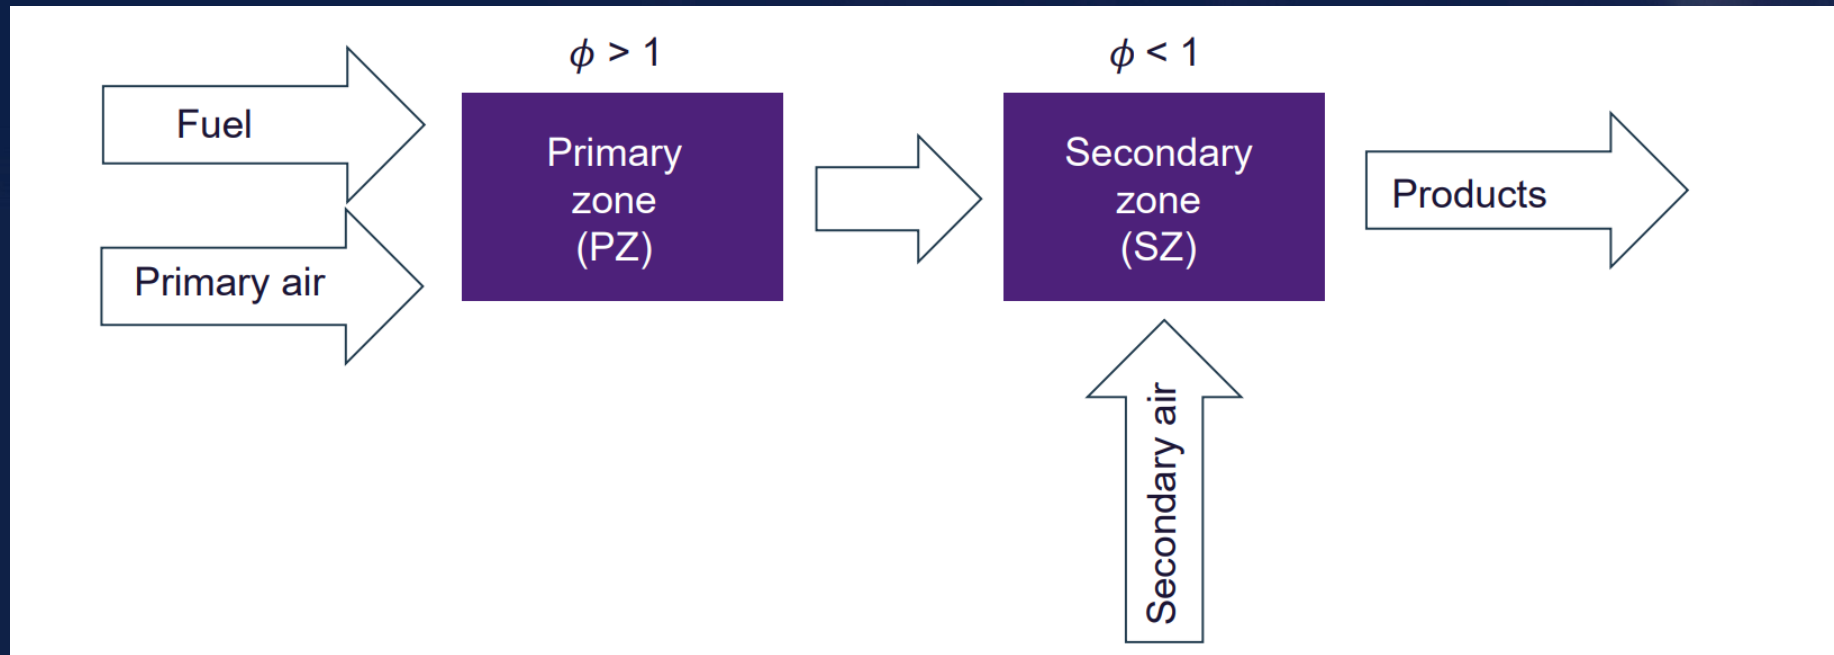 ϕ > 1
ϕ < 1
Fuel
Primary
zone
(PZ)
Secondary
zone
(SZ)
Products
Primary air
Secondary air